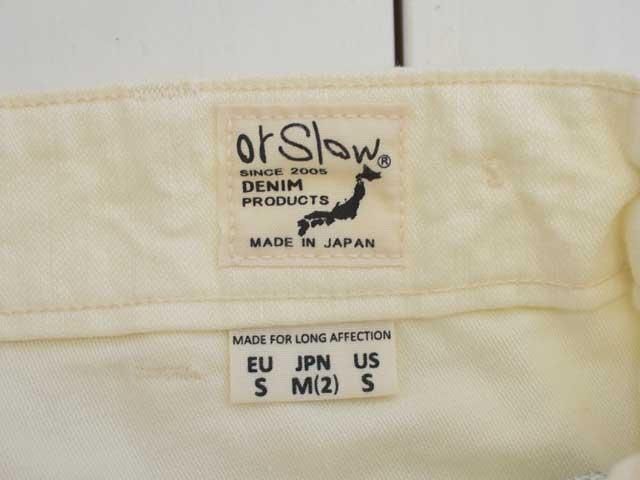 orSlow®
SINCE 2005
DENIM
PRODUCTS
MADE IN JAPAN
MADE FOR LONG AFFECTION
EU JPN US
S M(2) S